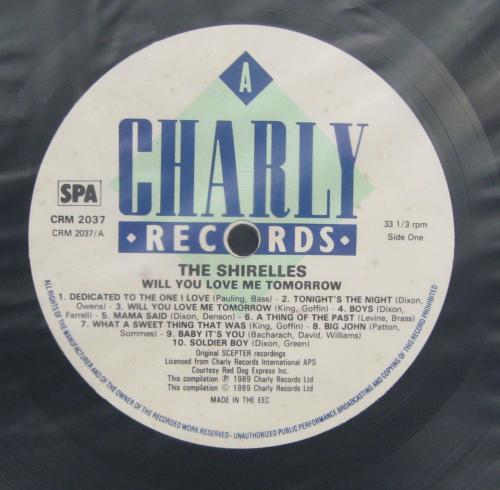 A
CHARLY
• RECORDS •
SPA
CRM 2037
CRM 2037/A
33 1/3 rpm
Side One
THE SHIRELLES
WILL YOU LOVE ME TOMORROW
1. DEDICATED TO THE ONE I LOVE (Pauling, Bass) - 2. TONIGHT'S THE NIGHT (Dixon,
Owens) - 3. WILL YOU LOVE ME TOMORROW (King, Goffin) - 4. BOYS (Dixon,
Farrell) - 5. MAMA SAID (Dixon, Denson) - 6. A THING OF THE PAST (Levine, Brass)
7. WHAT A SWEET THING THAT WAS (King, Goffin) - 8. BIG JOHN (Patton,
Sommes) - 9. BABY IT'S YOU (Bacharach, David, Williams)
10. SOLDIER BOY (Dixon, Green)
Original SCEPTER recordings
Licensed from Charly Records International APS
Courtesy Red Dog Express Inc.
This compilation ℗ 1989 Charly Records Ltd
This compilation © 1989 Charly Records Ltd
MADE IN THE EEC
ALL RIGHTS OF THE MANUFACTURER AND OF THE OWNER OF THE RECORDED WORK RESERVED - UNAUTHORIZED PUBLIC PERFORMANCE BROADCASTING AND COPYING OF THIS RECORD PROHIBITED